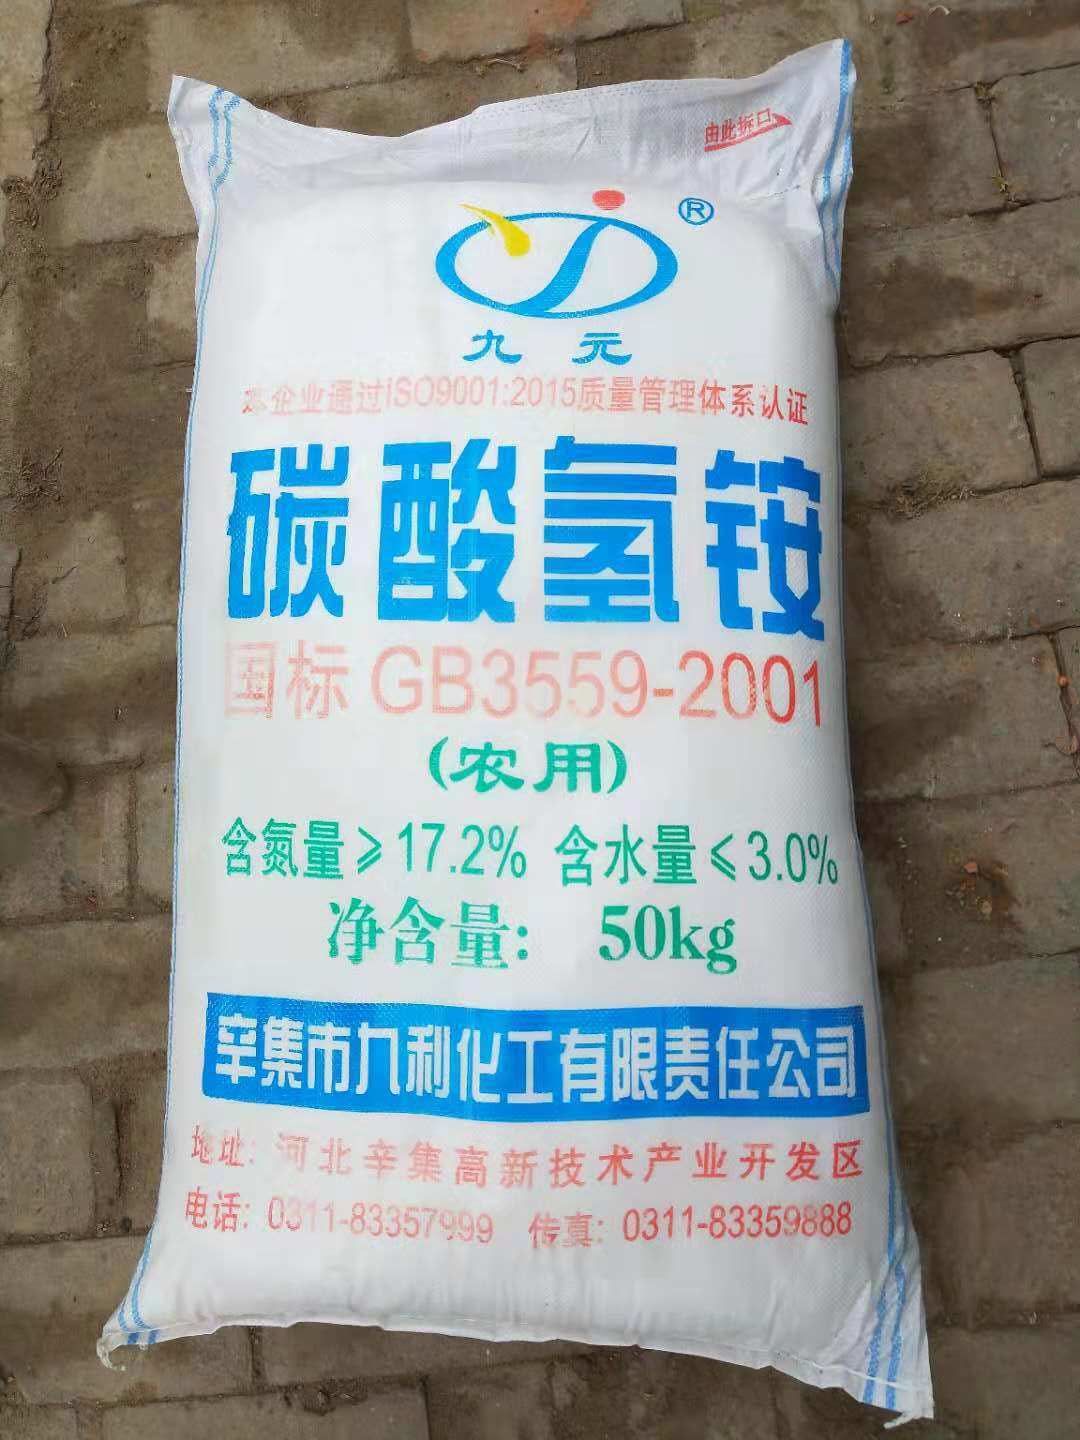 由此拆口
®
九元
本企业通过ISO9001:2015质量管理体系认证
碳酸氢铵
国标 GB3559-2001
(农用)
含氮量≥17.2% 含水量≤3.0%
净含量: 50kg
辛集市九利化工有限责任公司
地址: 河北辛集高新技术产业开发区
电话: 0311-83357999 传真: 0311-83359888